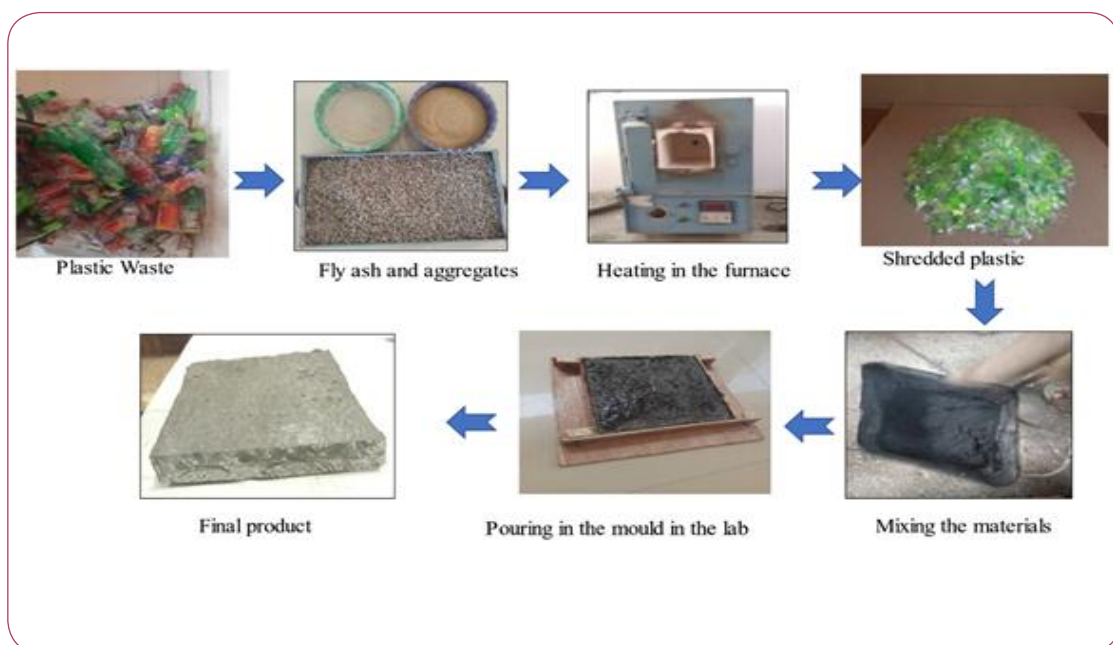 Plastic Waste
Fly ash and aggregates
Heating in the furnace
Shredded plastic
Mixing the materials
Pouring in the mould in the lab
Final product